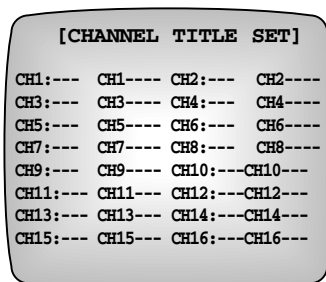 [CHANNEL TITLE SET]
CH1:--- CH1---- CH2:--- CH2----
CH3:--- CH3---- CH4:--- CH4----
CH5:--- CH5---- CH6:--- CH6----
CH7:--- CH7---- CH8:--- CH8----
CH9:--- CH9---- CH10:---CH10---
CH11:--- CH11--- CH12:---CH12---
CH13:--- CH13--- CH14:---CH14---
CH15:--- CH15--- CH16:---CH16---